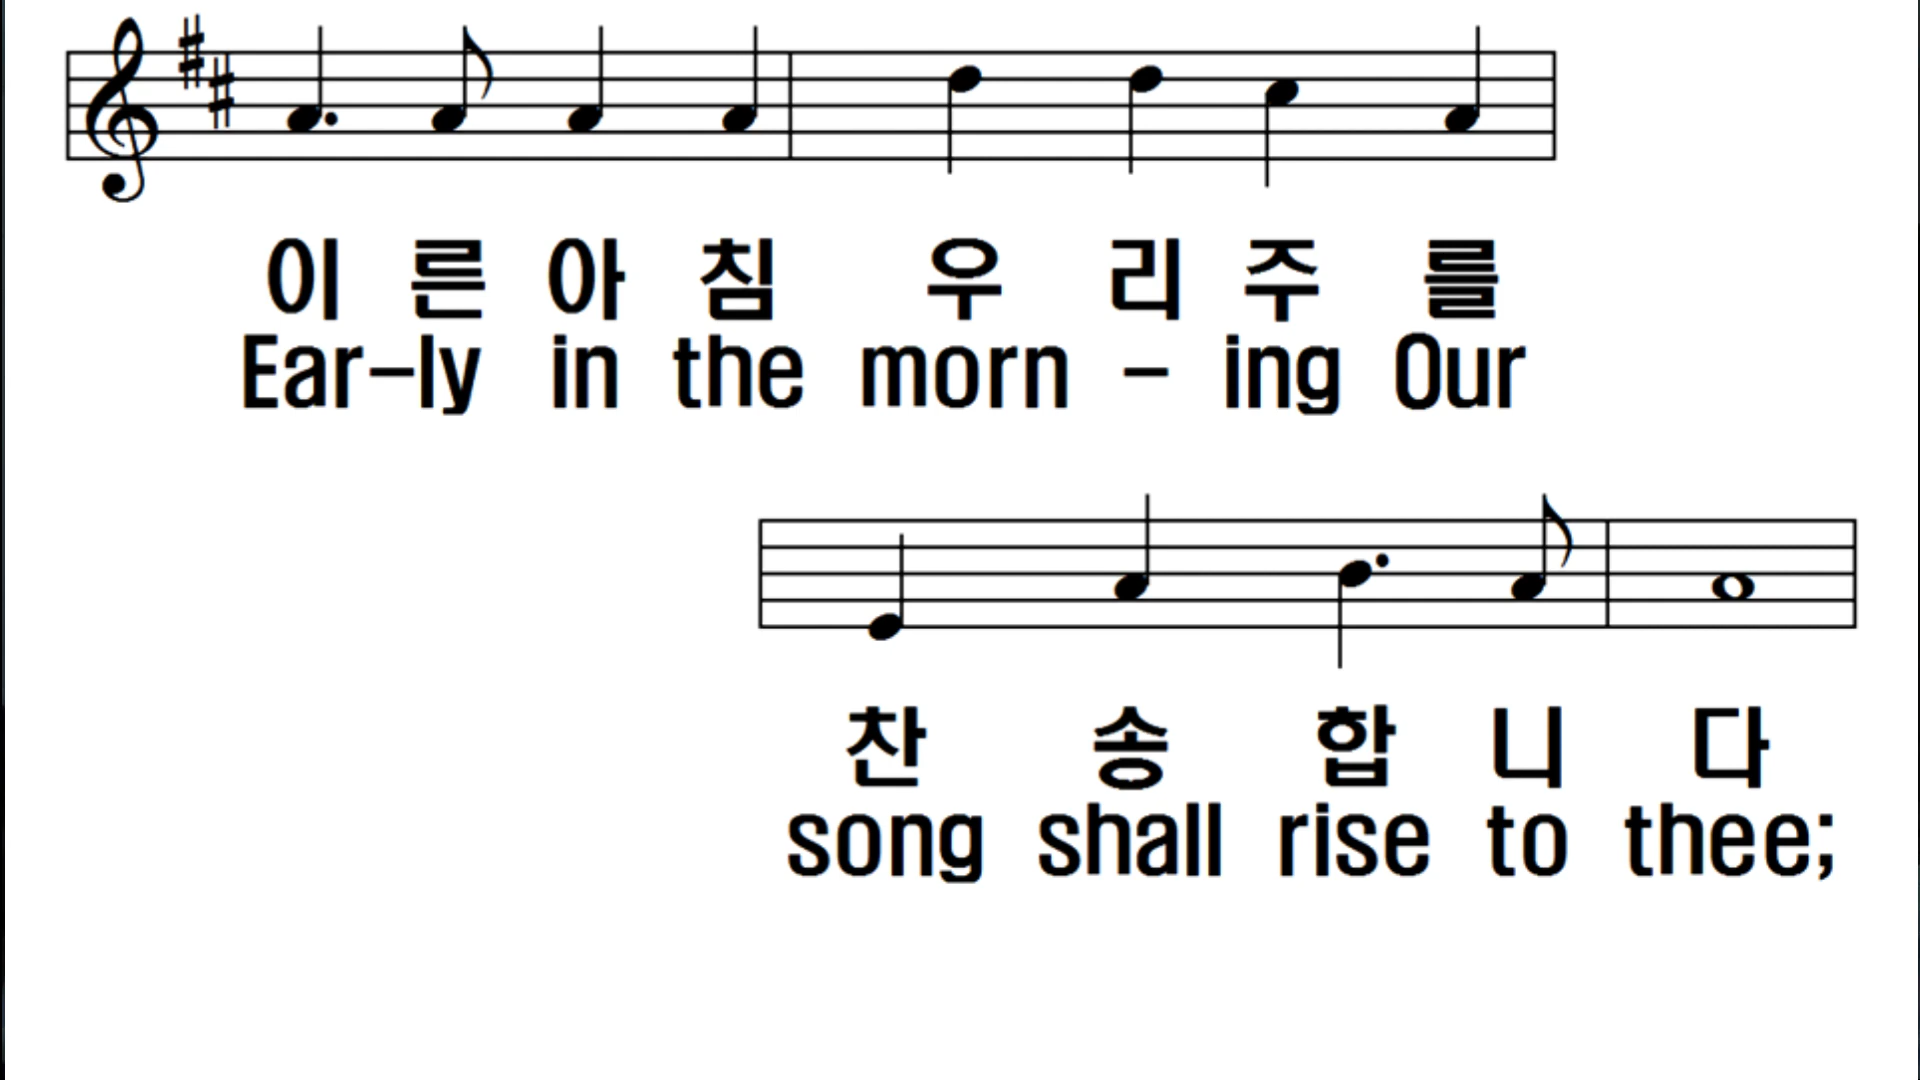 이 른 아 침 우 리 주 를
Ear-ly in the morn - ing Our
찬 송 합 니 다
song shall rise to thee;